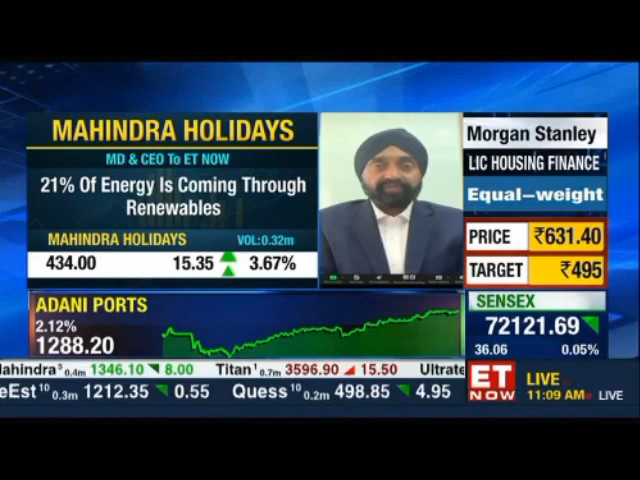 MAHINDRA HOLIDAYS
MD & CEO To ET NOW
21% Of Energy Is Coming Through
Renewables
MAHINDRA HOLIDAYS VOL:0.32m
434.00 15.35 3.67%
Morgan Stanley
LIC HOUSING FINANCE
Equal-weight
PRICE ₹631.40
TARGET ₹495
ADANI PORTS
2.12%
1288.20
SENSEX
72121.69
36.06 0.05%
Mahindra⁵ 0.4m 1346.10 8.00 Titan¹ 0.7m 3596.90 15.50 Ultrate
eEst¹⁰ 0.3m 1212.35 0.55 Quess¹⁰ 0.2m 498.85 4.95
ET
NOW
LIVE
11:09 AM LIVE